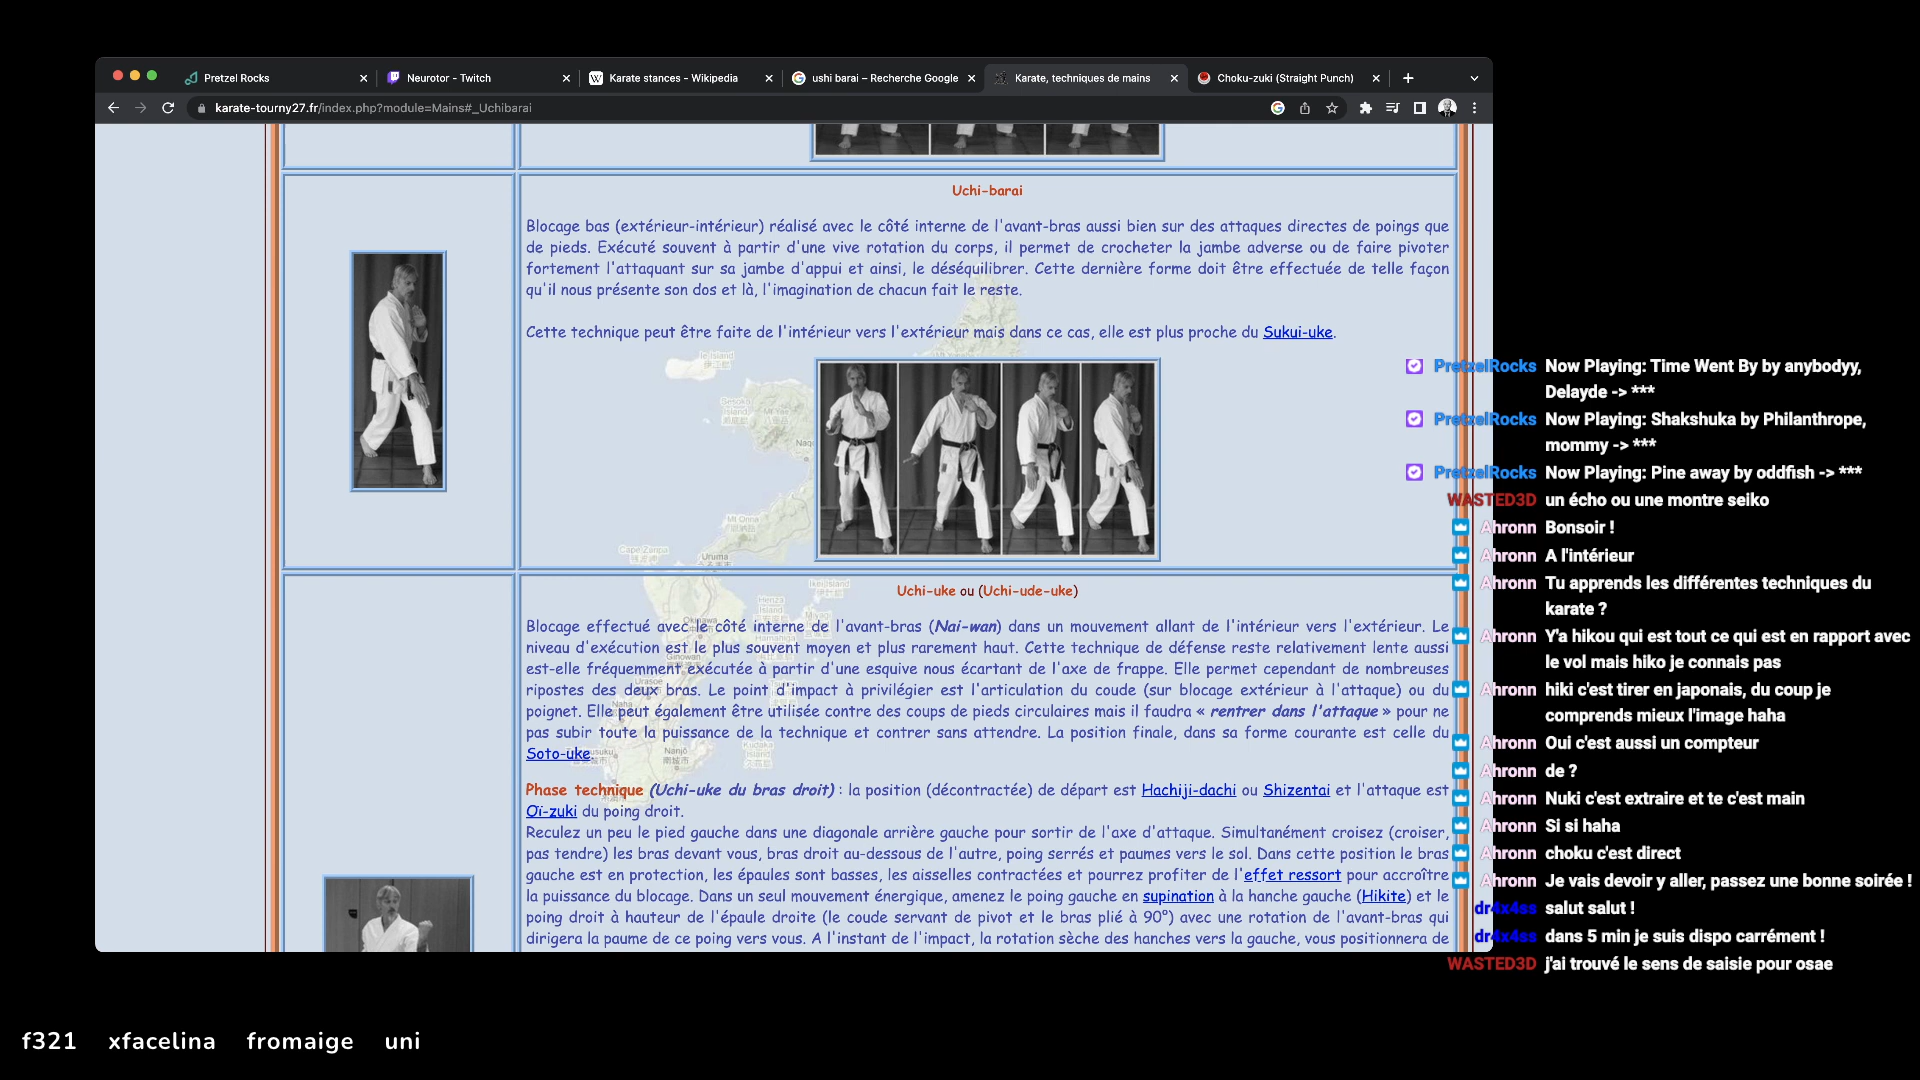 Pretzel Rocks
Neurotor - Twitch
Karate stances - Wikipedia
ushi barai – Recherche Google
Karate, techniques de mains
Choku-zuki (Straight Punch)
karate-tourny27.fr/index.php?module=Mains#_Uchibarai
Uchi-barai
Blocage bas (extérieur-intérieur) réalisé avec le côté interne de l'avant-bras aussi bien sur des attaques directes de poings que
de pieds. Exécuté souvent à partir d'une vive rotation du corps, il permet de crocheter la jambe adverse ou de faire pivoter
fortement l'attaquant sur sa jambe d'appui et ainsi, le déséquilibrer. Cette dernière forme doit être effectuée de telle façon
qu'il nous présente son dos et là, l'imagination de chacun fait le reste.
Cette technique peut être faite de l'intérieur vers l'extérieur mais dans ce cas, elle est plus proche du Sukui-uke.
Uchi-uke ou (Uchi-ude-uke)
Blocage effectué avec le côté interne de l'avant-bras (Nai-wan) dans un mouvement allant de l'intérieur vers l'extérieur. Le
niveau d'exécution est le plus souvent moyen et plus rarement haut. Cette technique de défense reste relativement lente aussi
est-elle fréquemment exécutée à partir d'une esquive nous écartant de l'axe de frappe. Elle permet cependant de nombreuses
ripostes des deux bras. Le point d'impact à privilégier est l'articulation du coude (sur blocage extérieur à l'attaque) ou du
poignet. Elle peut également être utilisée contre des coups de pieds circulaires mais il faudra « rentrer dans l'attaque » pour ne
pas subir toute la puissance de la technique et contrer sans attendre. La position finale, dans sa forme courante est celle du
Soto-uke.
Phase technique (Uchi-uke du bras droit) : la position (décontractée) de départ est Hachiji-dachi ou Shizentai et l'attaque est
Oï-zuki du poing droit.
Reculez un peu le pied gauche dans une diagonale arrière gauche pour sortir de l'axe d'attaque. Simultanément croisez (croiser,
pas tendre) les bras devant vous, bras droit au-dessous de l'autre, poing serrés et paumes vers le sol. Dans cette position le bras
gauche est en protection, les épaules sont basses, les aisselles contractées et pourrez profiter de l'effet ressort pour accroître
la puissance du blocage. Dans un seul mouvement énergique, amenez le poing gauche en supination à la hanche gauche (Hikite) et le
poing droit à hauteur de l'épaule droite (le coude servant de pivot et le bras plié à 90°) avec une rotation de l'avant-bras qui
dirigera la paume de ce poing vers vous. A l'instant de l'impact, la rotation sèche des hanches vers la gauche, vous positionnera de
Ie Island
Mt Onna
Cape Zanpa
Uruma
Ikei Island
PretzelRocks Now Playing: Time Went By by anybodyy,
Delayde -> ***
PretzelRocks Now Playing: Shakshuka by Philanthrope,
mommy -> ***
PretzelRocks Now Playing: Pine away by oddfish -> ***
WASTED3D un écho ou une montre seiko
Ahronn Bonsoir !
Ahronn A l'intérieur
Ahronn Tu apprends les différentes techniques du
karate ?
Ahronn Y'a hikou qui est tout ce qui est en rapport avec
le vol mais hiko je connais pas
Ahronn hiki c'est tirer en japonais, du coup je
comprends mieux l'image haha
Ahronn Oui c'est aussi un compteur
Ahronn de ?
Ahronn Nuki c'est extraire et te c'est main
Ahronn Si si haha
Ahronn choku c'est direct
Ahronn Je vais devoir y aller, passez une bonne soirée !
dr4x4ss salut salut !
dr4x4ss dans 5 min je suis dispo carrément !
WASTED3D j'ai trouvé le sens de saisie pour osae
f321 xfacelina fromaige uni